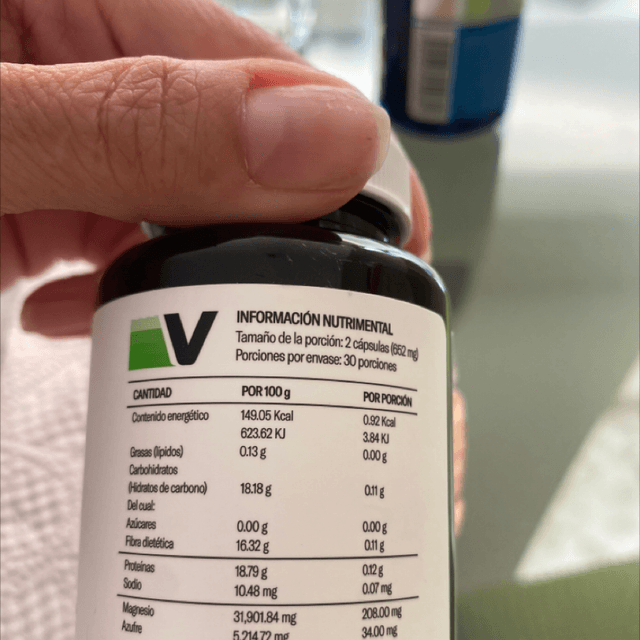 V
INFORMACIÓN NUTRIMENTAL
Tamaño de la porción: 2 cápsulas (652 mg)
Porciones por envase: 30 porciones
CANTIDAD POR 100 g POR PORCIÓN
Contenido energético 149.05 Kcal 0.92 Kcal
623.62 KJ 3.84 KJ
Grasas (lípidos) 0.13 g 0.00 g
Carbohidratos
(Hidratos de carbono) 18.18 g 0.11 g
Del cual:
Azúcares 0.00 g 0.00 g
Fibra dietética 16.32 g 0.11 g
Proteínas 18.79 g 0.12 g
Sodio 10.48 mg 0.07 mg
Magnesio 31,901.84 mg 208.00 mg
Azufre 5,214.72 mg 34.00 mg